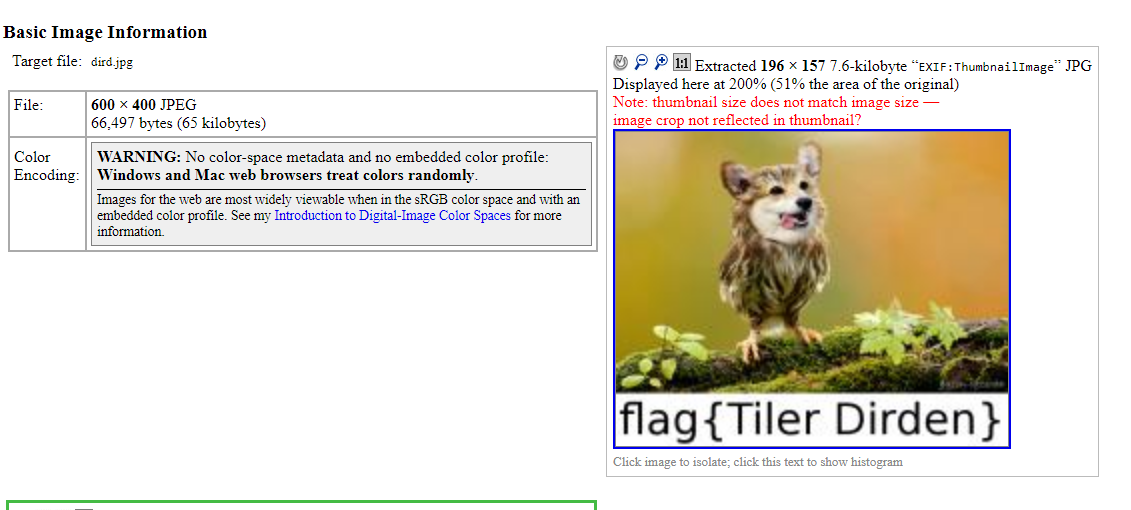 Basic Image Information
Target file: dird.jpg
File: 600 × 400 JPEG
66,497 bytes (65 kilobytes)
Color Encoding:
WARNING: No color-space metadata and no embedded color profile:
Windows and Mac web browsers treat colors randomly.
Images for the web are most widely viewable when in the sRGB color space and with an
embedded color profile. See my Introduction to Digital-Image Color Spaces for more
information.
1:1 Extracted 196 × 157 7.6-kilobyte “EXIF:ThumbnailImage” JPG
Displayed here at 200% (51% the area of the original)
Note: thumbnail size does not match image size —
image crop not reflected in thumbnail?
flag{Tiler Dirden}
Click image to isolate; click this text to show histogram